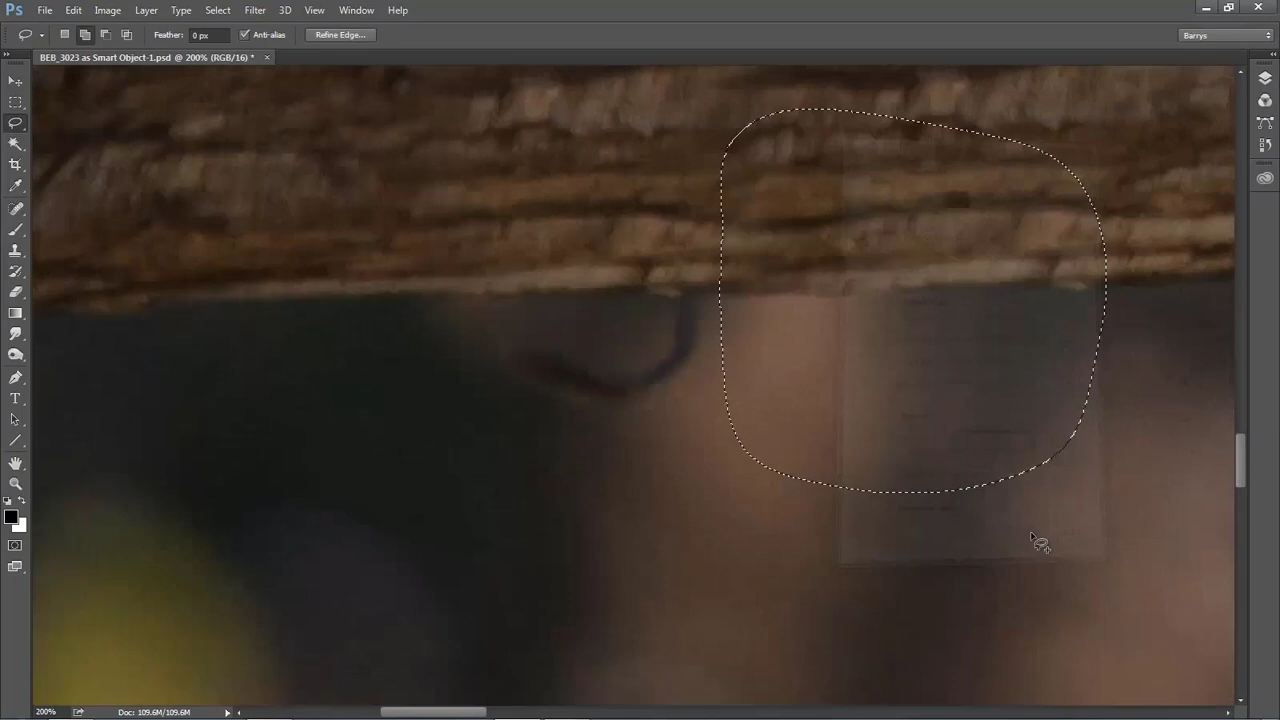 Ps File Edit Image Layer Type Select Filter 3D View Window Help
Feather: 0 px Anti-alias Refine Edge... Barrys
BEB_3023 as Smart Object-1.psd @ 200% (RGB/16) * ×
T
200% Doc: 109.6M/109.6M